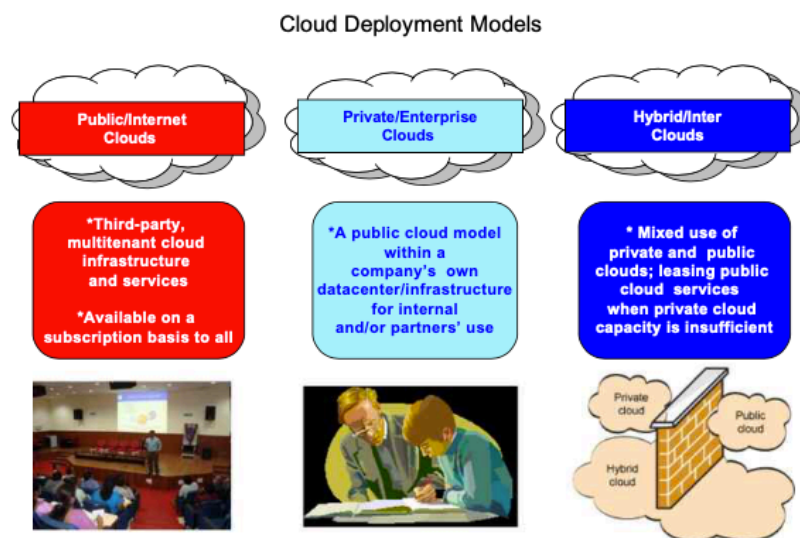 Cloud Deployment Models
Public/Internet
Clouds
Private/Enterprise
Clouds
Hybrid/Inter
Clouds
*Third-party,
multitenant cloud
infrastructure
and services
*Available on a
subscription basis to all
*A public cloud model
within a
company's own
datacenter/infrastructure
for internal
and/or partners' use
* Mixed use of
private and public
clouds; leasing public
cloud services
when private cloud
capacity is insufficient
Private
cloud
Public
cloud
Hybrid
cloud